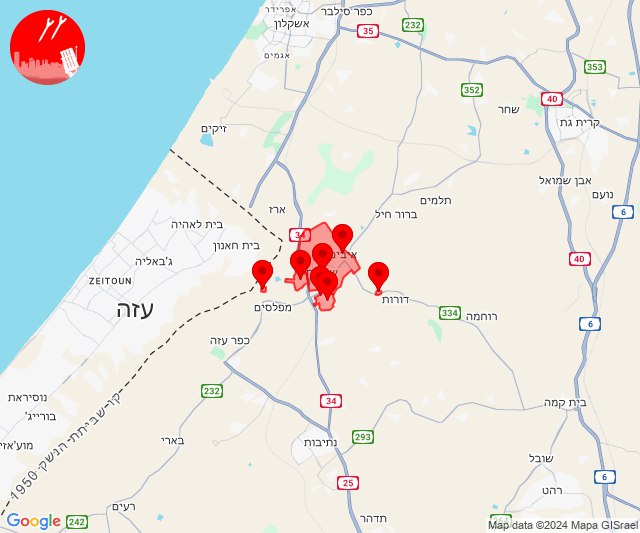 כפר סילבר
אפרידר
אשקלון
אגמים
35
353
232
352
40
שחר
קרית גת
זיקים
אבן שמואל
נועם
תלמים
ברור חיל
6
ארז
בית לאהיה
34
בית חאנון
איבים
ג'באליה
40
ZEITOUN
דורות
מפלסים
עזה
334
רוחמה
6
כפר עזה
232
נוסיראת
34
בית קמה
בורייג'
293
מוע'אזי
בארי
נתיבות
שובל
קו שביתת-הנשק 1950
25
6
רהט
רעים
242
תדהר
Google
Map data ©2024 Mapa GISrael